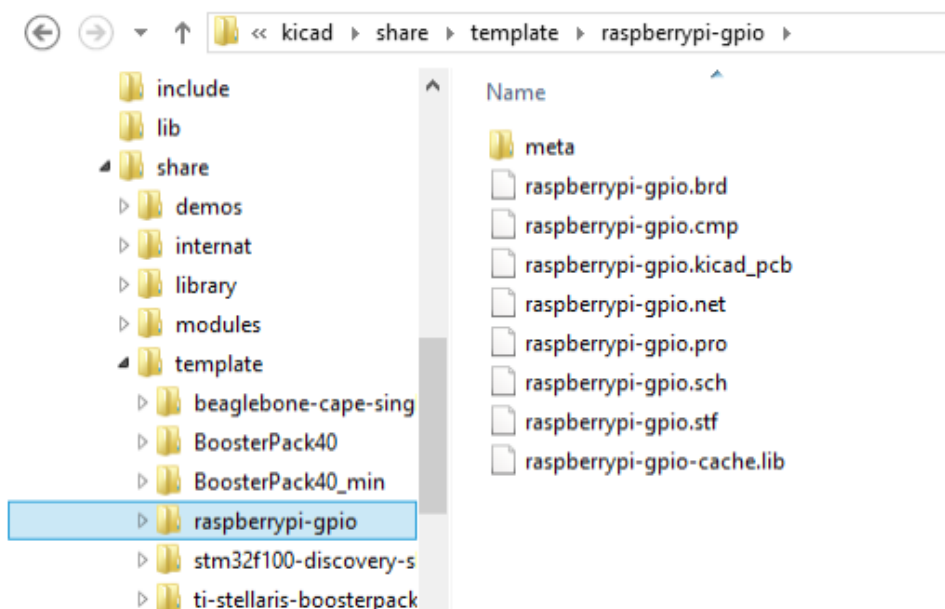 « kicad share template raspberrypi-gpio
include
lib
share
demos
internat
library
modules
template
beaglebone-cape-sing
BoosterPack40
BoosterPack40_min
raspberrypi-gpio
stm32f100-discovery-s
ti-stellaris-boosterpack
Name
meta
raspberrypi-gpio.brd
raspberrypi-gpio.cmp
raspberrypi-gpio.kicad_pcb
raspberrypi-gpio.net
raspberrypi-gpio.pro
raspberrypi-gpio.sch
raspberrypi-gpio.stf
raspberrypi-gpio-cache.lib